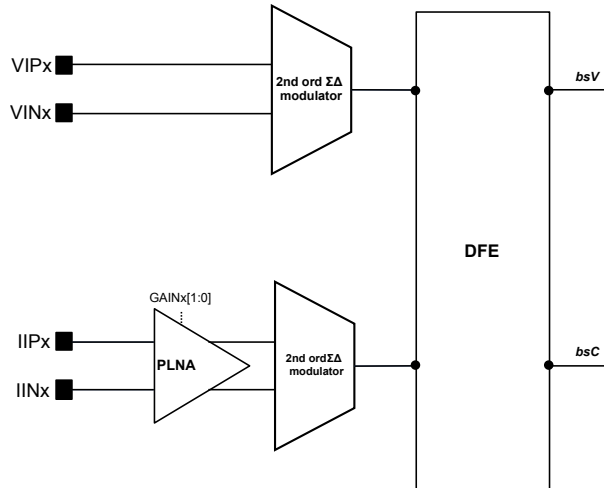 VIPx
VINx
2nd ord ΣΔ
modulator
bsV
DFE
GAINx[1:0]
IIPx
IINx
PLNA
2nd ordΣΔ
modulator
bsC